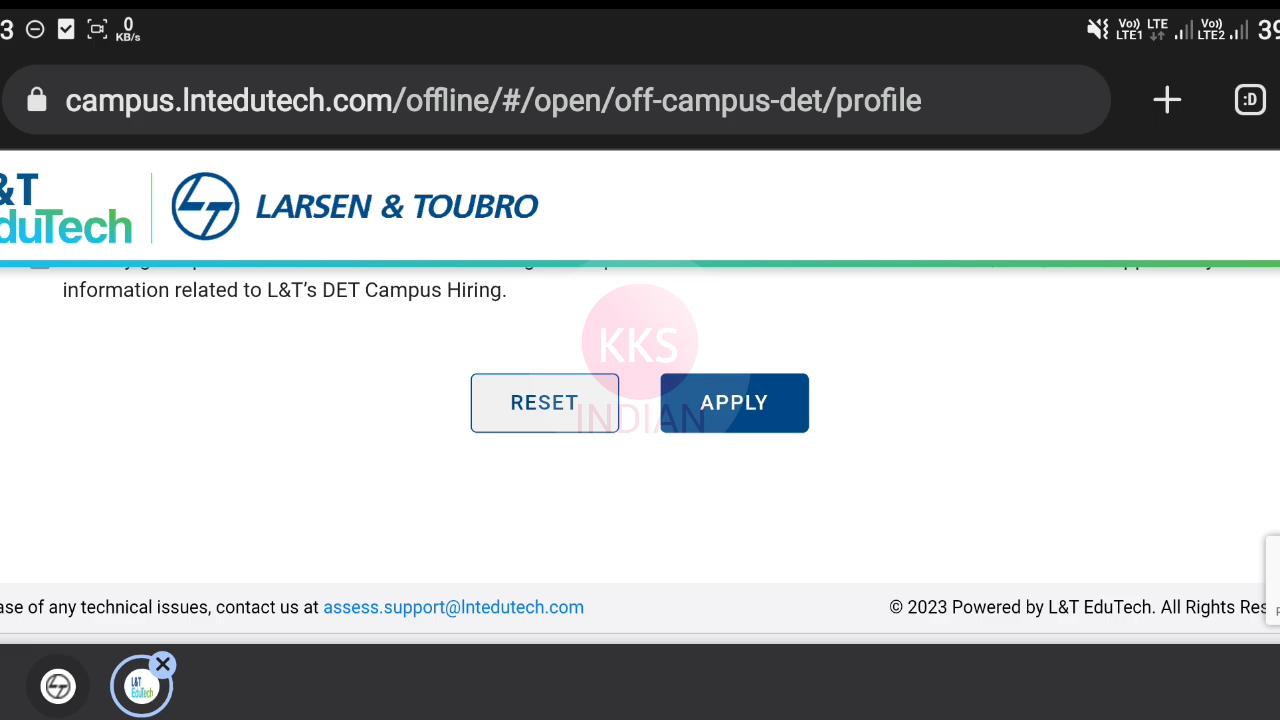 3 0 KB/s Vo)) LTE1 LTE Vo)) LTE2 39
campus.lntedutech.com/offline/#/open/off-campus-det/profile :D
&T
duTech
LARSEN & TOUBRO
information related to L&T’s DET Campus Hiring.
KKS
INDIAN
RESET APPLY
ase of any technical issues, contact us at assess.support@lntedutech.com © 2023 Powered by L&T EduTech. All Rights Res
L&T
EduTech